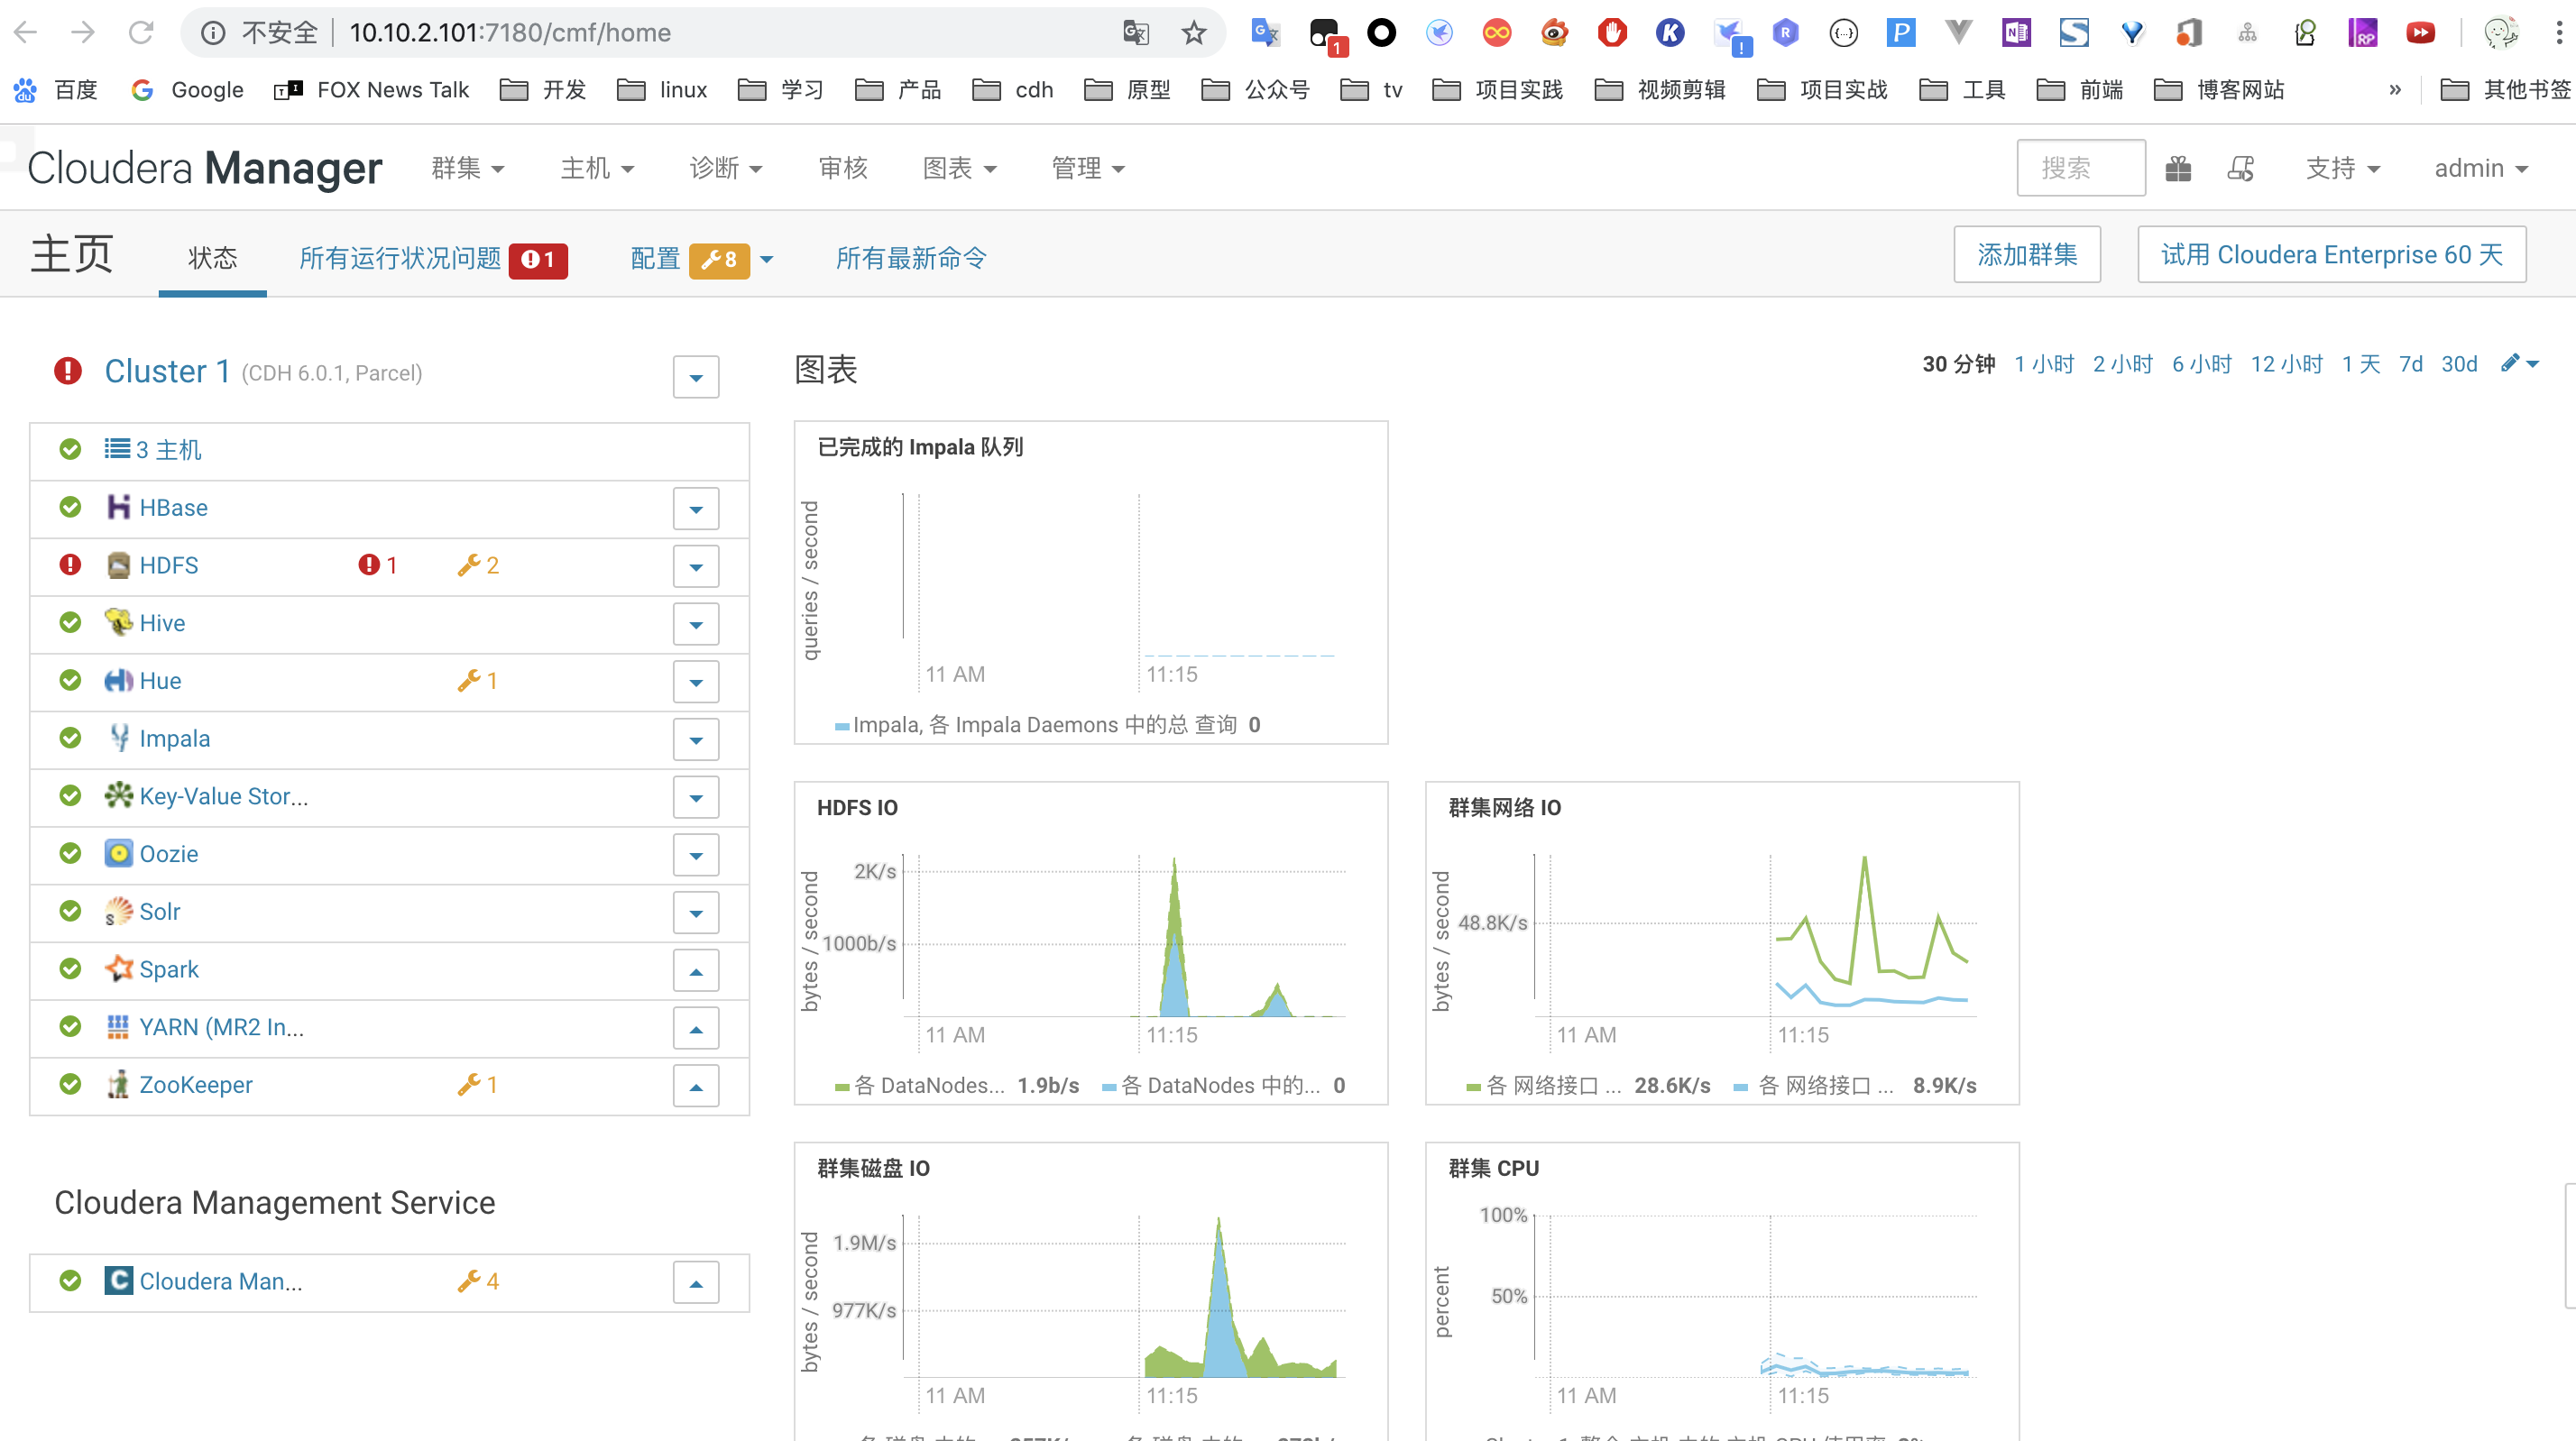 不安全 10.10.2.101:7180/cmf/home
百度 Google FOX News Talk 开发 linux 学习 产品 cdh 原型 公众号 tv 项目实践 视频剪辑 项目实战 工具 前端 博客网站 » 其他书签
Cloudera Manager 群集 主机 诊断 审核 图表 管理 搜索 支持 admin
主页 状态 所有运行状况问题 1 配置 8 所有最新命令 添加群集 试用 Cloudera Enterprise 60 天
Cluster 1 (CDH 6.0.1, Parcel)
3 主机
HBase
HDFS 1 2
Hive
Hue 1
Impala
Key-Value Stor...
Oozie
Solr
Spark
YARN (MR2 In...
ZooKeeper 1
Cloudera Management Service
Cloudera Man... 4
图表
30 分钟 1 小时 2 小时 6 小时 12 小时 1 天 7d 30d
已完成的 Impala 队列
queries / second
11 AM 11:15
Impala, 各 Impala Daemons 中的总 查询 0
HDFS IO
bytes / second
2K/s
1000b/s
11 AM 11:15
各 DataNodes... 1.9b/s 各 DataNodes 中的... 0
群集网络 IO
bytes / second
48.8K/s
11 AM 11:15
各 网络接口 ... 28.6K/s 各 网络接口 ... 8.9K/s
群集磁盘 IO
bytes / second
1.9M/s
977K/s
11 AM 11:15
群集 CPU
percent
100%
50%
11 AM 11:15